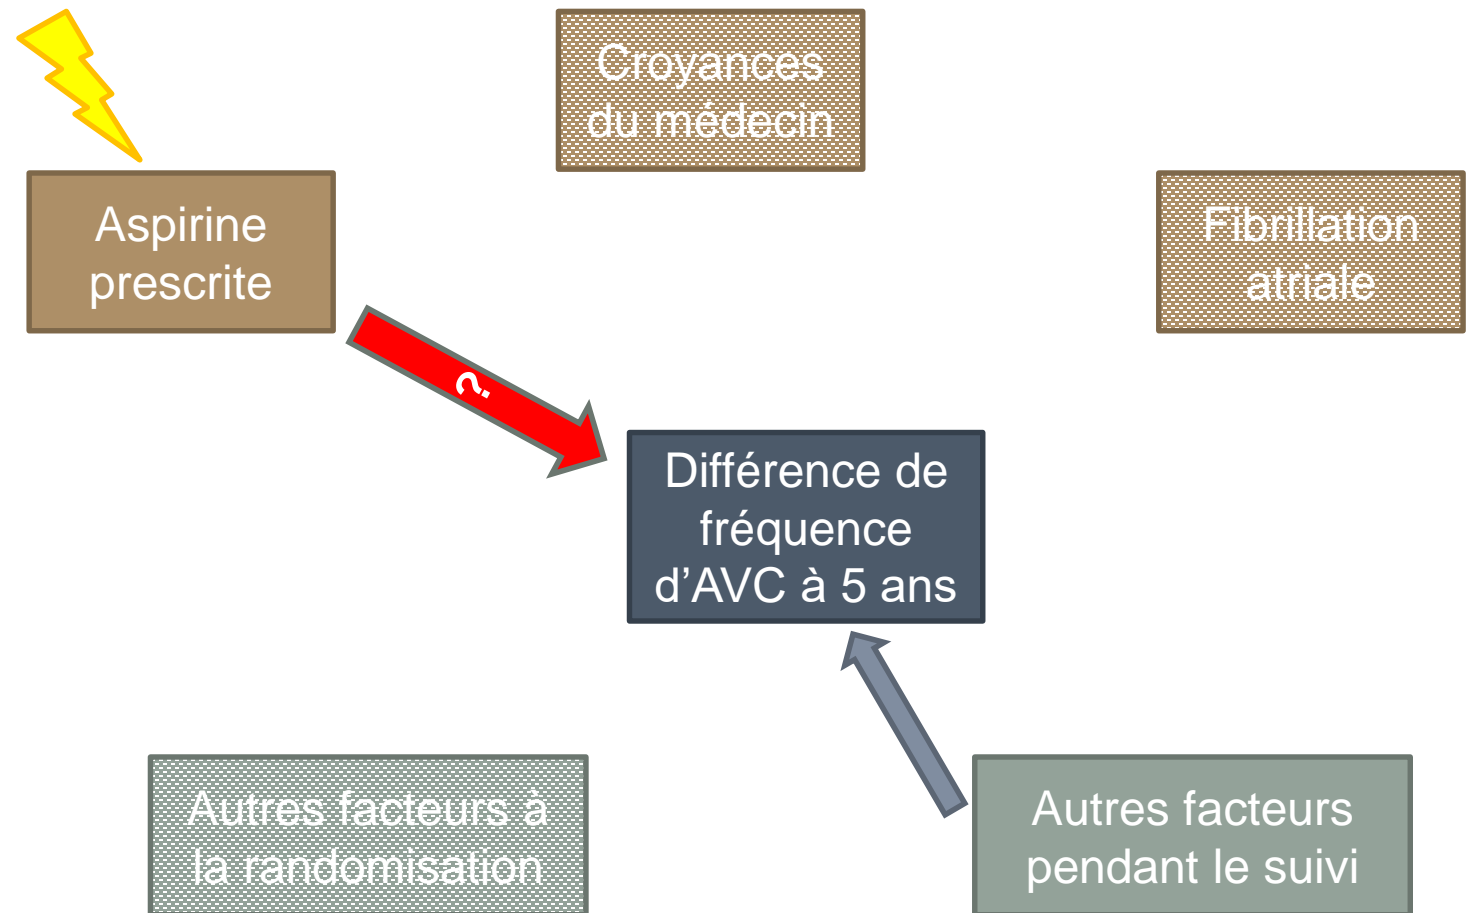 Croyances
du médecin
Aspirine
prescrite
Fibrillation
atriale
?
Différence de
fréquence
d’AVC à 5 ans
Autres facteurs à
la randomisation
Autres facteurs
pendant le suivi